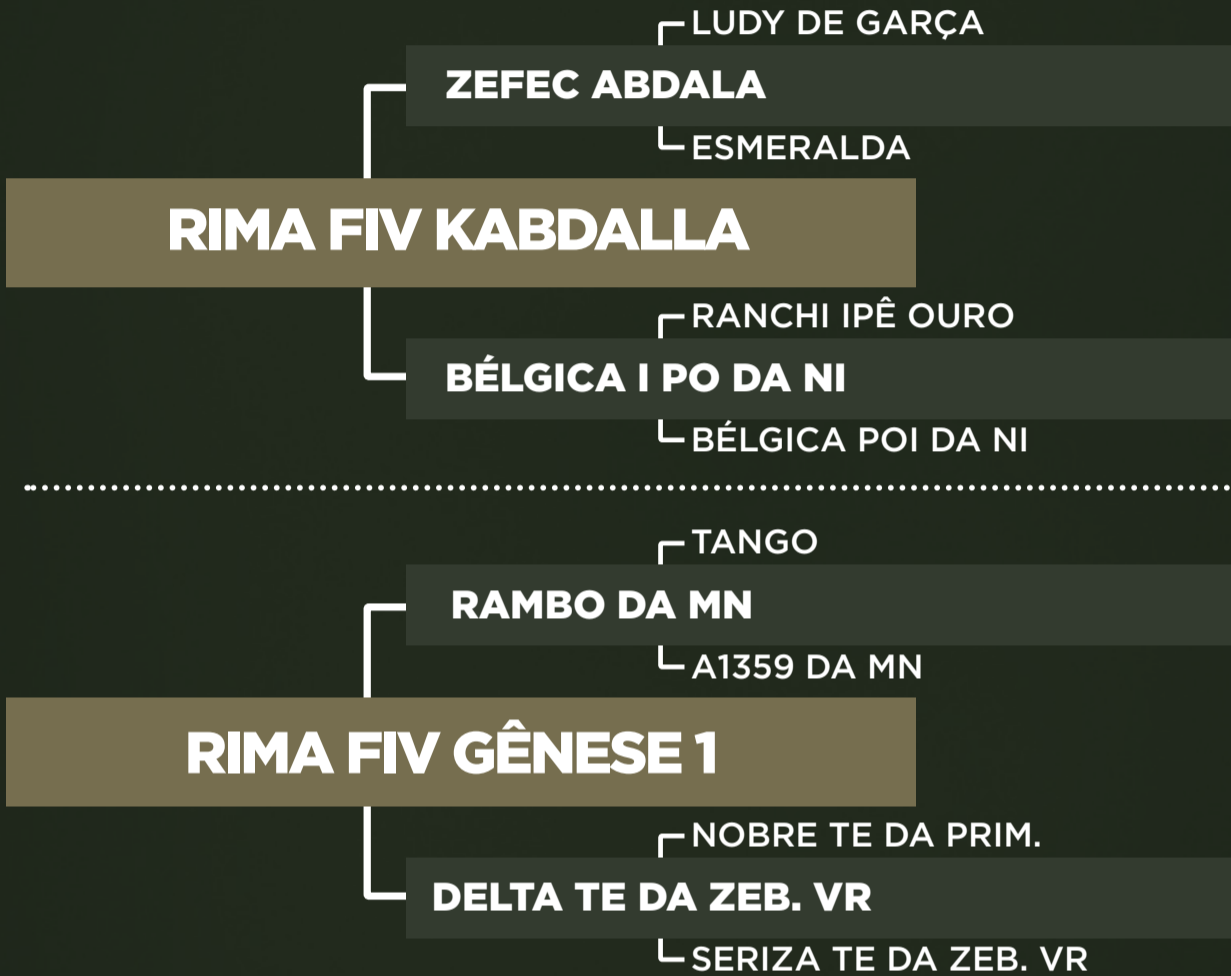 LUDY DE GARÇA
ZEFEC ABDALA
ESMERALDA
RIMA FIV KABDALLA
RANCHI IPÊ OURO
BÉLGICA I PO DA NI
BÉLGICA POI DA NI
TANGO
RAMBO DA MN
A1359 DA MN
RIMA FIV GÊNESE 1
NOBRE TE DA PRIM.
DELTA TE DA ZEB. VR
SERIZA TE DA ZEB. VR